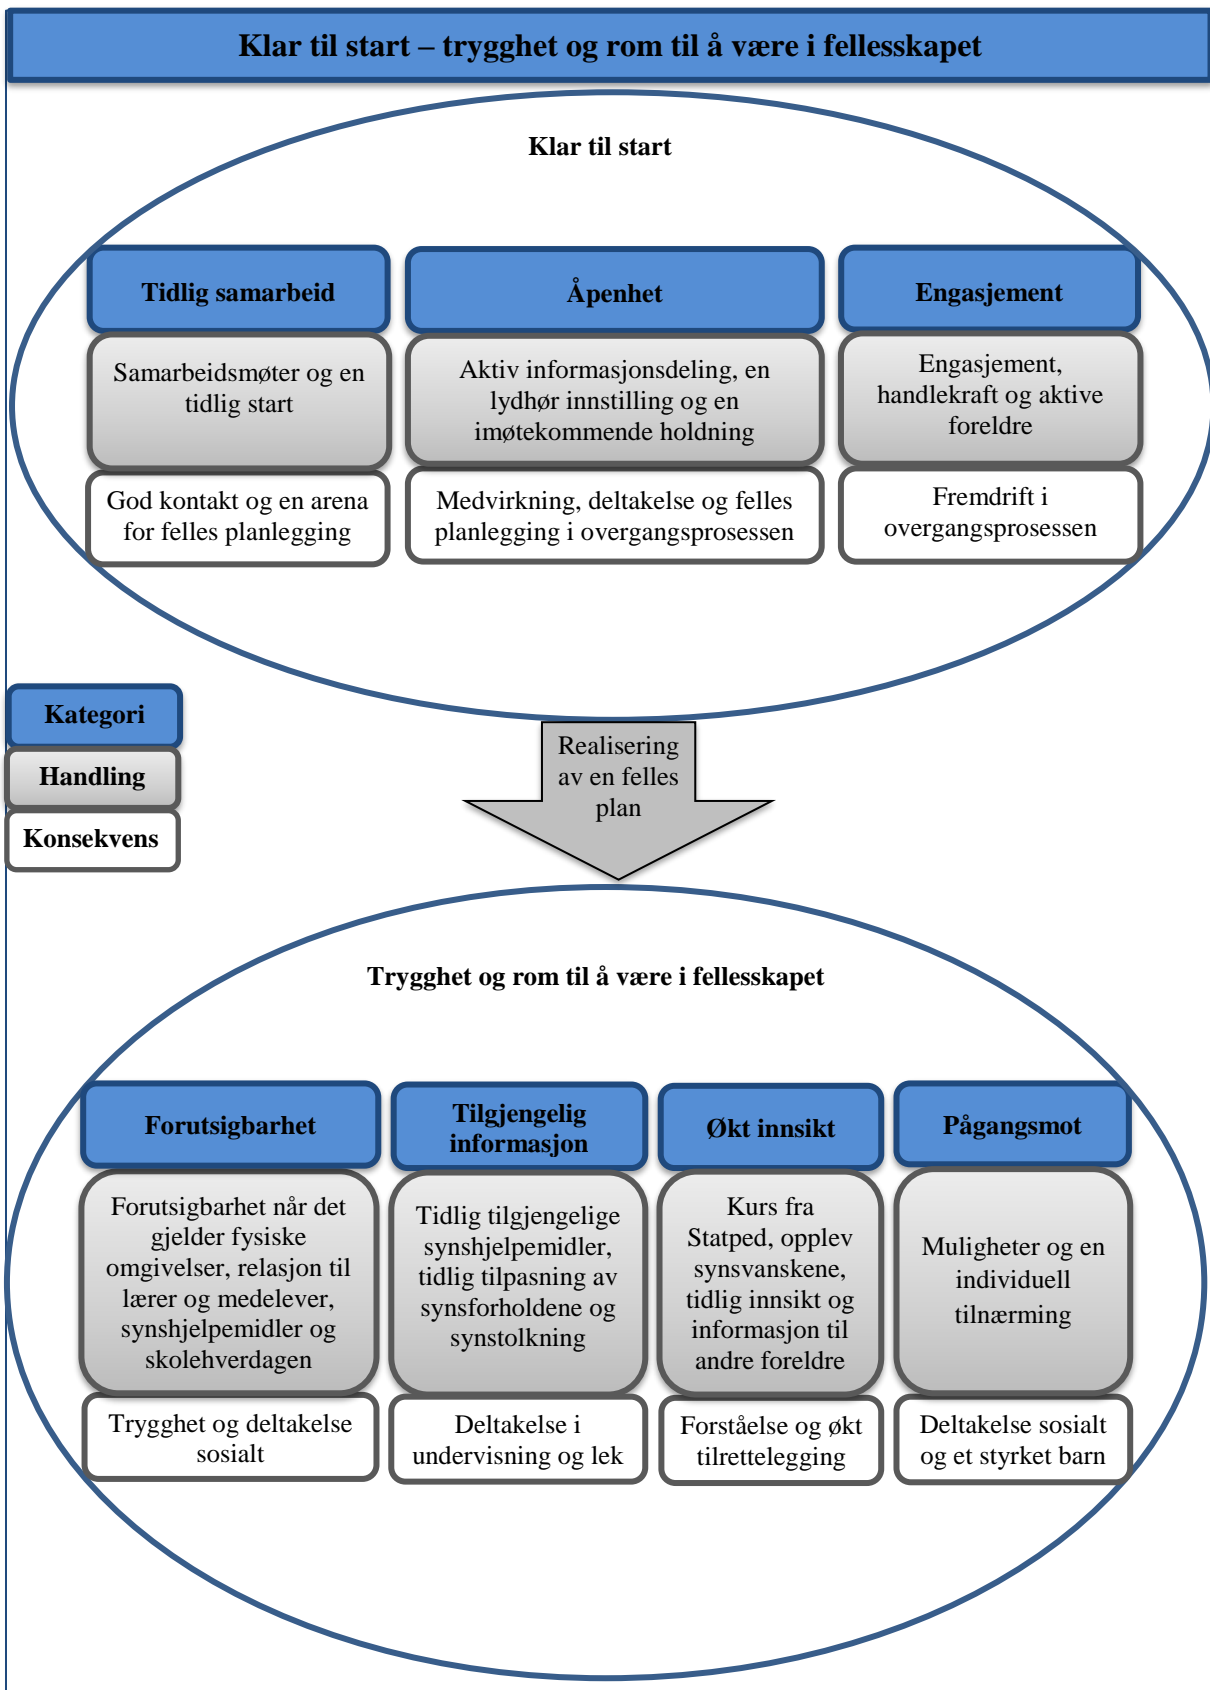 Klar til start – trygghet og rom til å være i fellesskapet
Klar til start
Tidlig samarbeid
Samarbeidsmøter og en
tidlig start
God kontakt og en arena
for felles planlegging
Åpenhet
Aktiv informasjonsdeling, en
lydhør innstilling og en
imøtekommende holdning
Medvirkning, deltakelse og felles
planlegging i overgangsprosessen
Engasjement
Engasjement,
handlekraft og aktive
foreldre
Fremdrift i
overgangsprosessen
Kategori
Handling
Konsekvens
Realisering
av en felles
plan
Trygghet og rom til å være i fellesskapet
Forutsigbarhet
Forutsigbarhet når det
gjelder fysiske
omgivelser, relasjon til
lærer og medelever,
synshjelpemidler og
skolehverdagen
Trygghet og deltakelse
sosialt
Tilgjengelig
informasjon
Tidlig tilgjengelige
synshjelpemidler,
tidlig tilpasning av
synsforholdene og
synstolkning
Deltakelse i
undervisning og lek
Økt innsikt
Kurs fra
Statped, opplev
synsvanskene,
tidlig innsikt og
informasjon til
andre foreldre
Forståelse og økt
tilrettelegging
Pågangsmot
Muligheter og en
individuell
tilnærming
Deltakelse sosialt
og et styrket barn